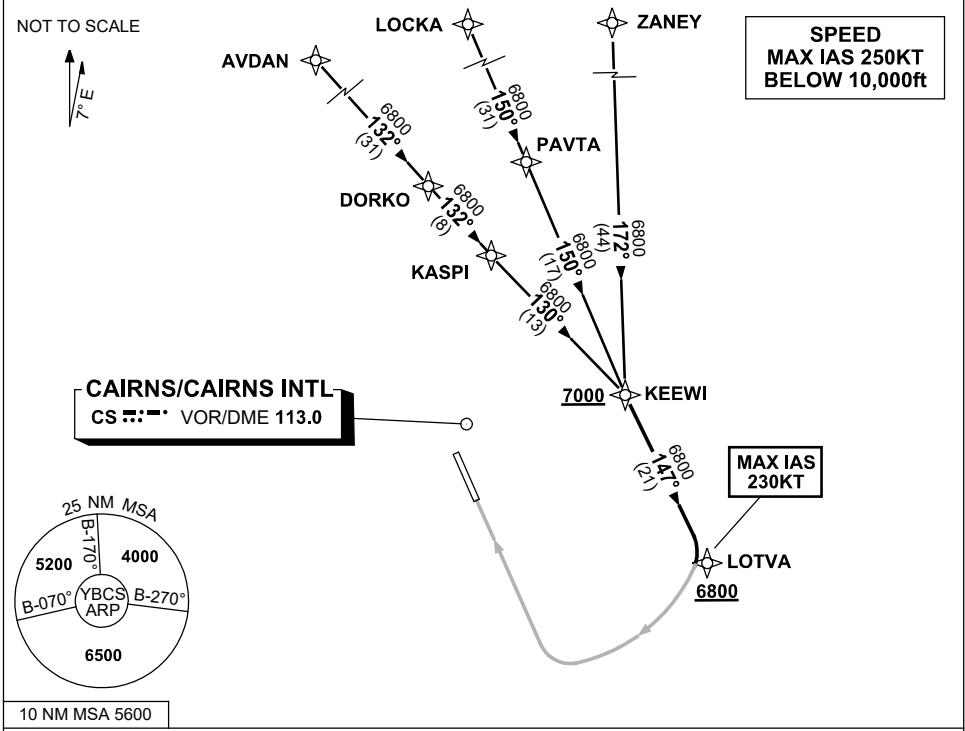 NOT TO SCALE
7° E
LOCKA
ZANEY
AVDAN
SPEED
MAX IAS 250KT
BELOW 10,000ft
6800
132°
(31)
6800
150°
(31)
PAVTA
DORKO
6800
132°
(8)
6800
172°
(44)
KASPI
6800
150°
(17)
6800
130°
(13)
CAIRNS/CAIRNS INTL
CS VOR/DME 113.0
7000
KEEWI
6800
147°
(21)
MAX IAS
230KT
LOTVA
6800
25 NM MSA
B-170°
5200
4000
B-070°
YBCS
ARP
B-270°
6500
10 NM MSA 5600